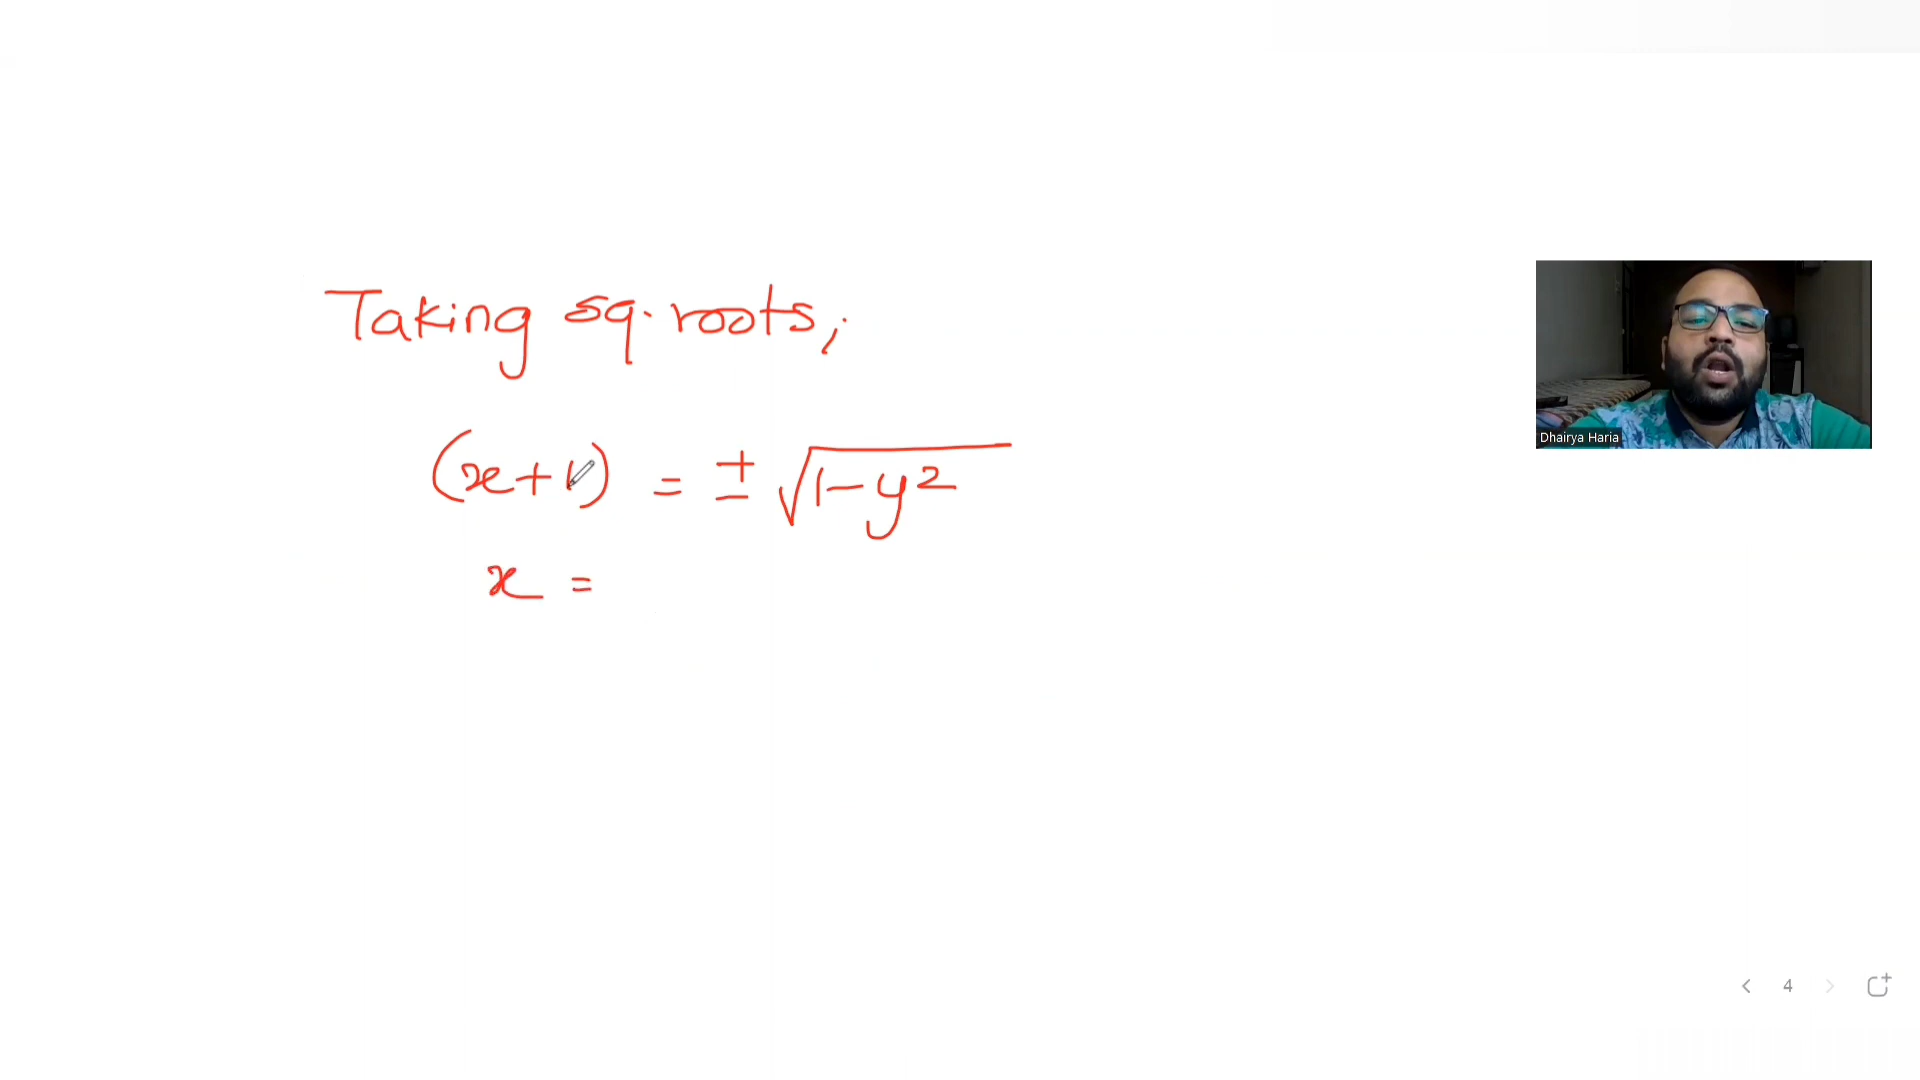 Taking sq. roots,
(x+1) = ± √1-y²
x =
Dhairya Haria
4